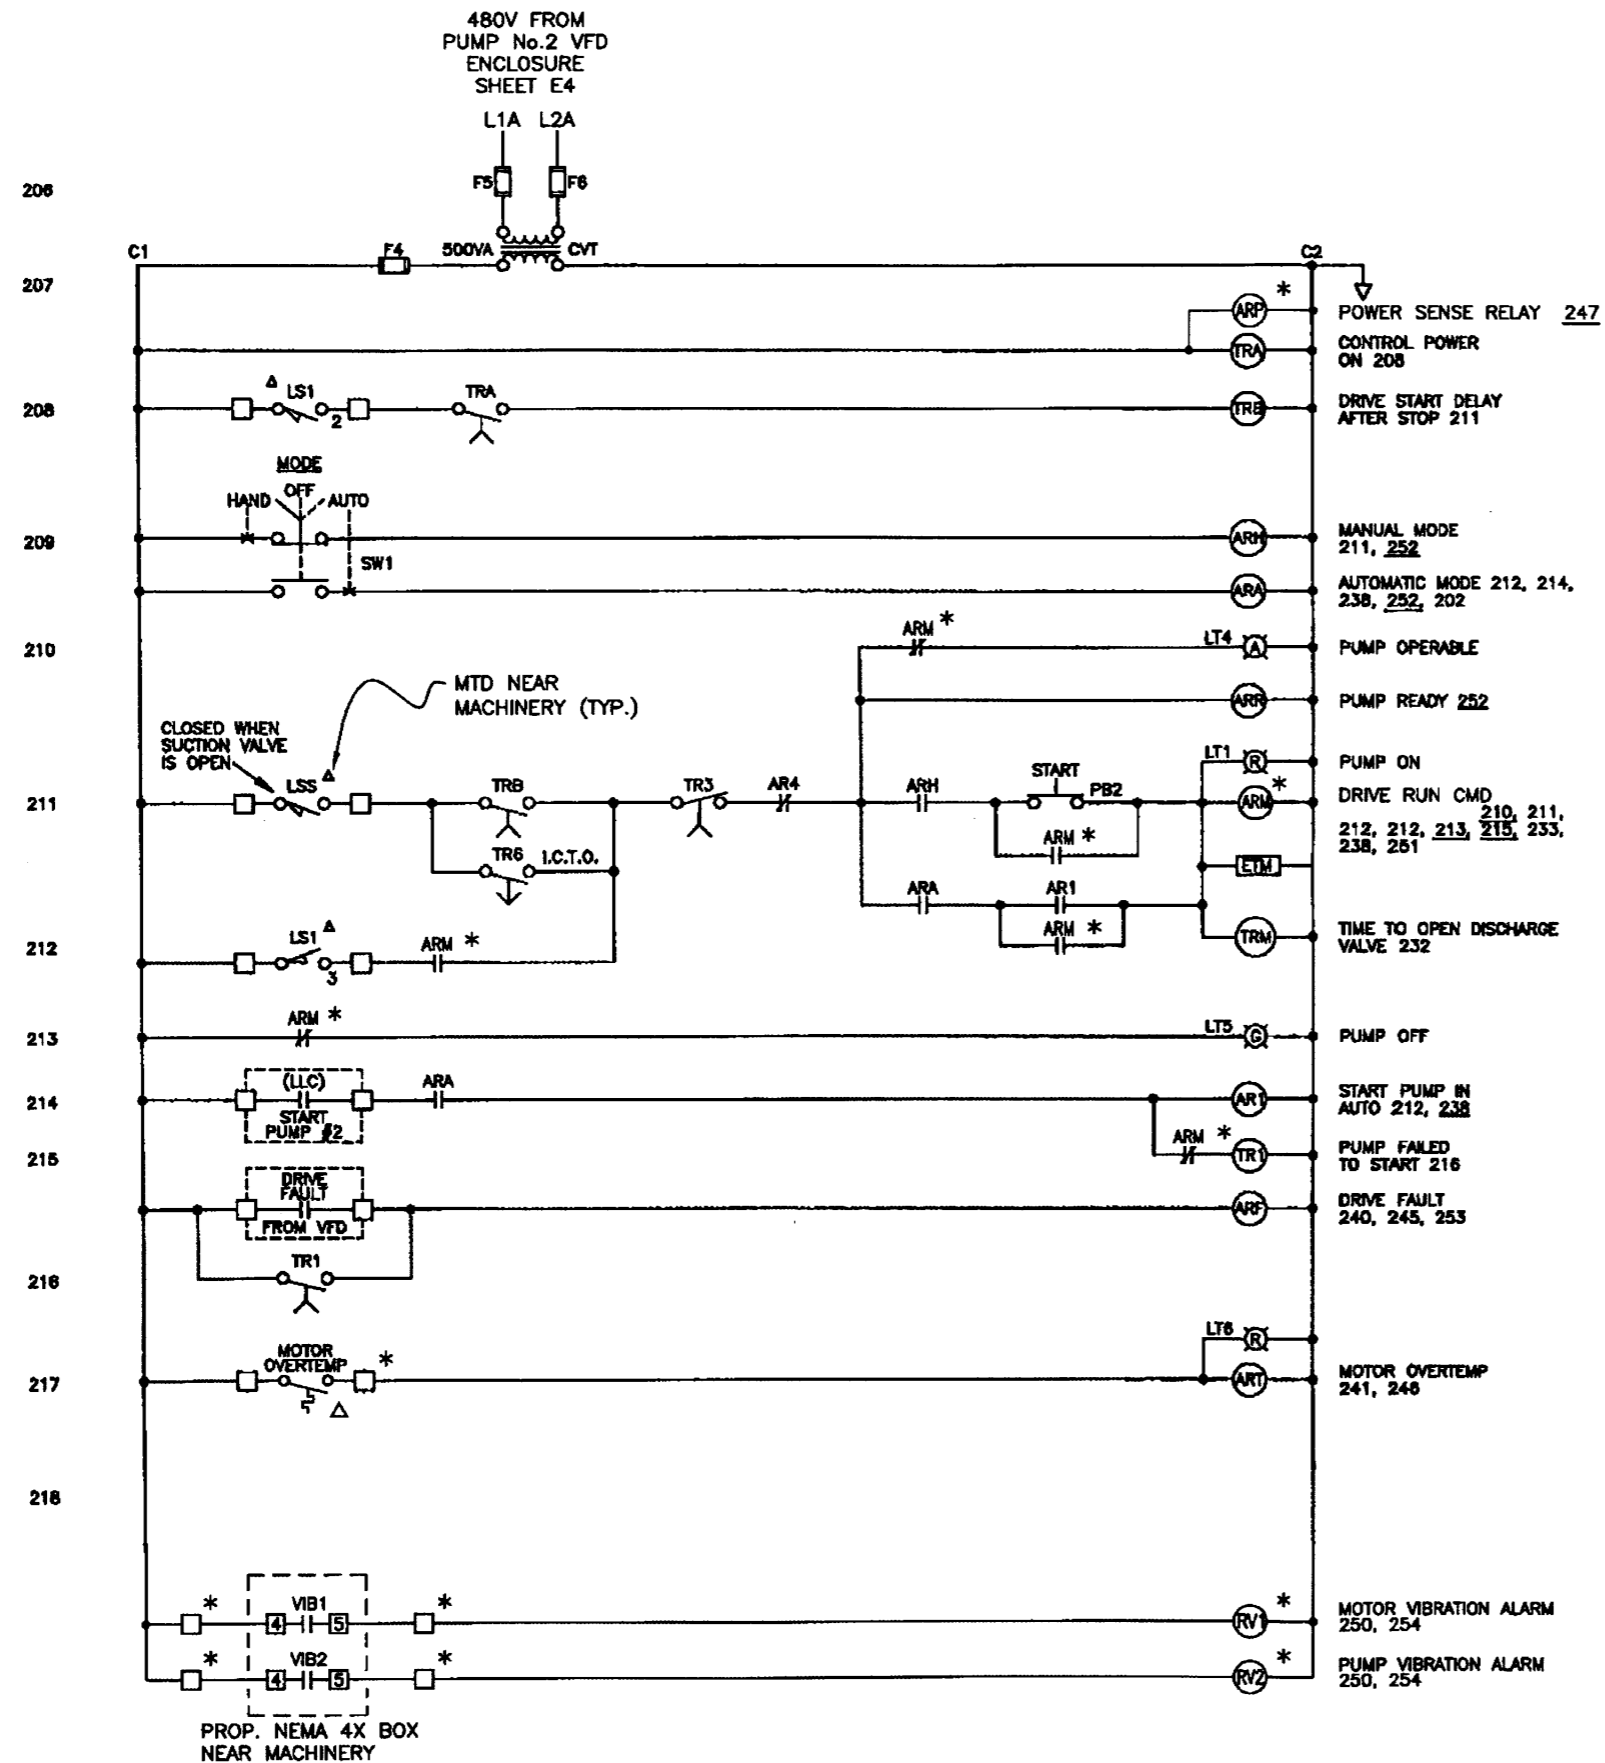 480V FROM
PUMP No.2 VFD
ENCLOSURE
SHEET E4
L1A L2A
206
F5 F6
C1 F4 500VA CVT C2
207
ARP *
POWER SENSE RELAY 247
TRA
CONTROL POWER
ON 208
208
LS1
2
TRA
TRB
DRIVE START DELAY
AFTER STOP 211
MODE
HAND OFF AUTO
209
SW1
ARH
MANUAL MODE
211, 252
ARA
AUTOMATIC MODE 212, 214,
238, 252, 202
210
ARM *
LT4 A
PUMP OPERABLE
MTD NEAR
MACHINERY (TYP.)
ARR
PUMP READY 252
CLOSED WHEN
SUCTION VALVE
IS OPEN
211
LSS
TRB
TR3
AR4
ARH
START
PB2
ARM *
LT1 R
PUMP ON
ARM *
DRIVE RUN CMD
210, 211,
212, 212, 213, 215, 233,
238, 251
TR6 I.C.T.O.
ETM
ARA
AR1
ARM *
212
LS1
3
ARM *
TRM
TIME TO OPEN DISCHARGE
VALVE 232
213
ARM *
LT5 G
PUMP OFF
214
(LLC)
START
PUMP #2
ARA
AR1
START PUMP IN
AUTO 212, 238
215
ARM *
TR1
PUMP FAILED
TO START 216
DRIVE
FAULT
FROM VFD
ARF
DRIVE FAULT
240, 245, 253
216
TR1
LT6 R
217
MOTOR
OVERTEMP
*
ART
MOTOR OVERTEMP
241, 246
218
* 4 VIB1 5 *
RV1 *
MOTOR VIBRATION ALARM
250, 254
* 4 VIB2 5 *
RV2 *
PUMP VIBRATION ALARM
250, 254
PROP. NEMA 4X BOX
NEAR MACHINERY